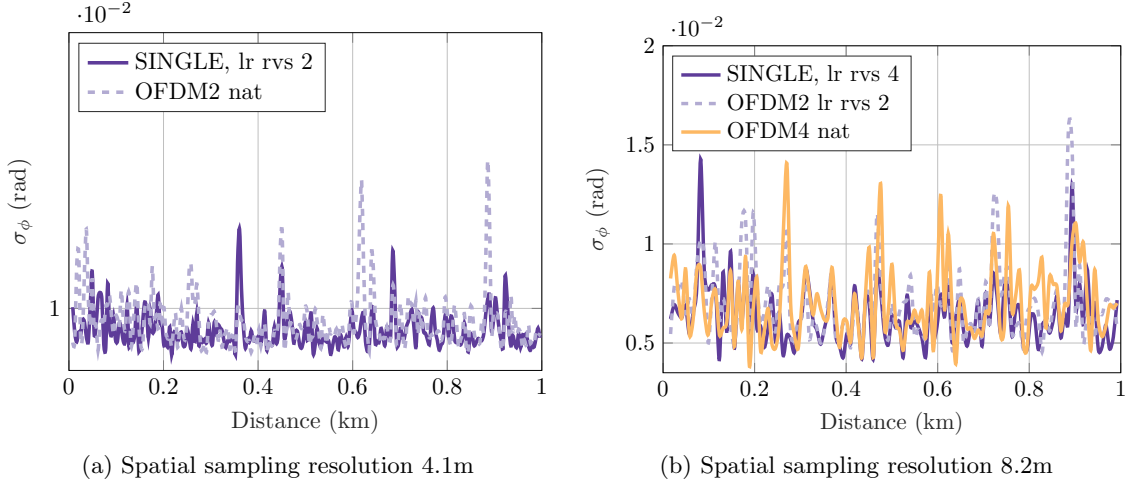 ·10⁻²
SINGLE, lr rvs 2
OFDM2 nat
1
σ_ϕ (rad)
0 0.2 0.4 0.6 0.8 1
Distance (km)
(a) Spatial sampling resolution 4.1m
·10⁻²
2
1.5
1
0.5
SINGLE, lr rvs 4
OFDM2 lr rvs 2
OFDM4 nat
σ_ϕ (rad)
0 0.2 0.4 0.6 0.8 1
Distance (km)
(b) Spatial sampling resolution 8.2m